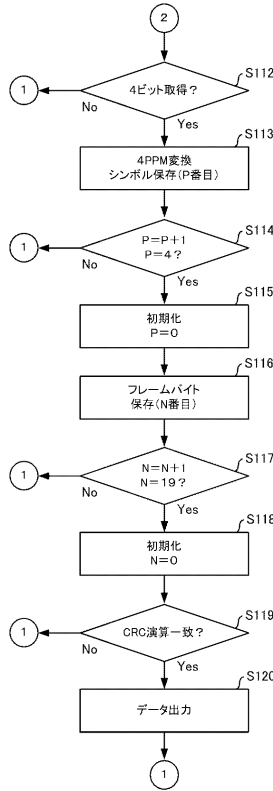 2
S112
4ビット取得？
1
No
Yes
S113
4PPM変換
シンボル保存(P番目)
S114
P=P+1
P=4？
1
No
Yes
S115
初期化
P=0
S116
フレームバイト
保存(N番目)
S117
N=N+1
N=19？
1
No
Yes
S118
初期化
N=0
S119
CRC演算一致？
1
No
Yes
S120
データ出力
1